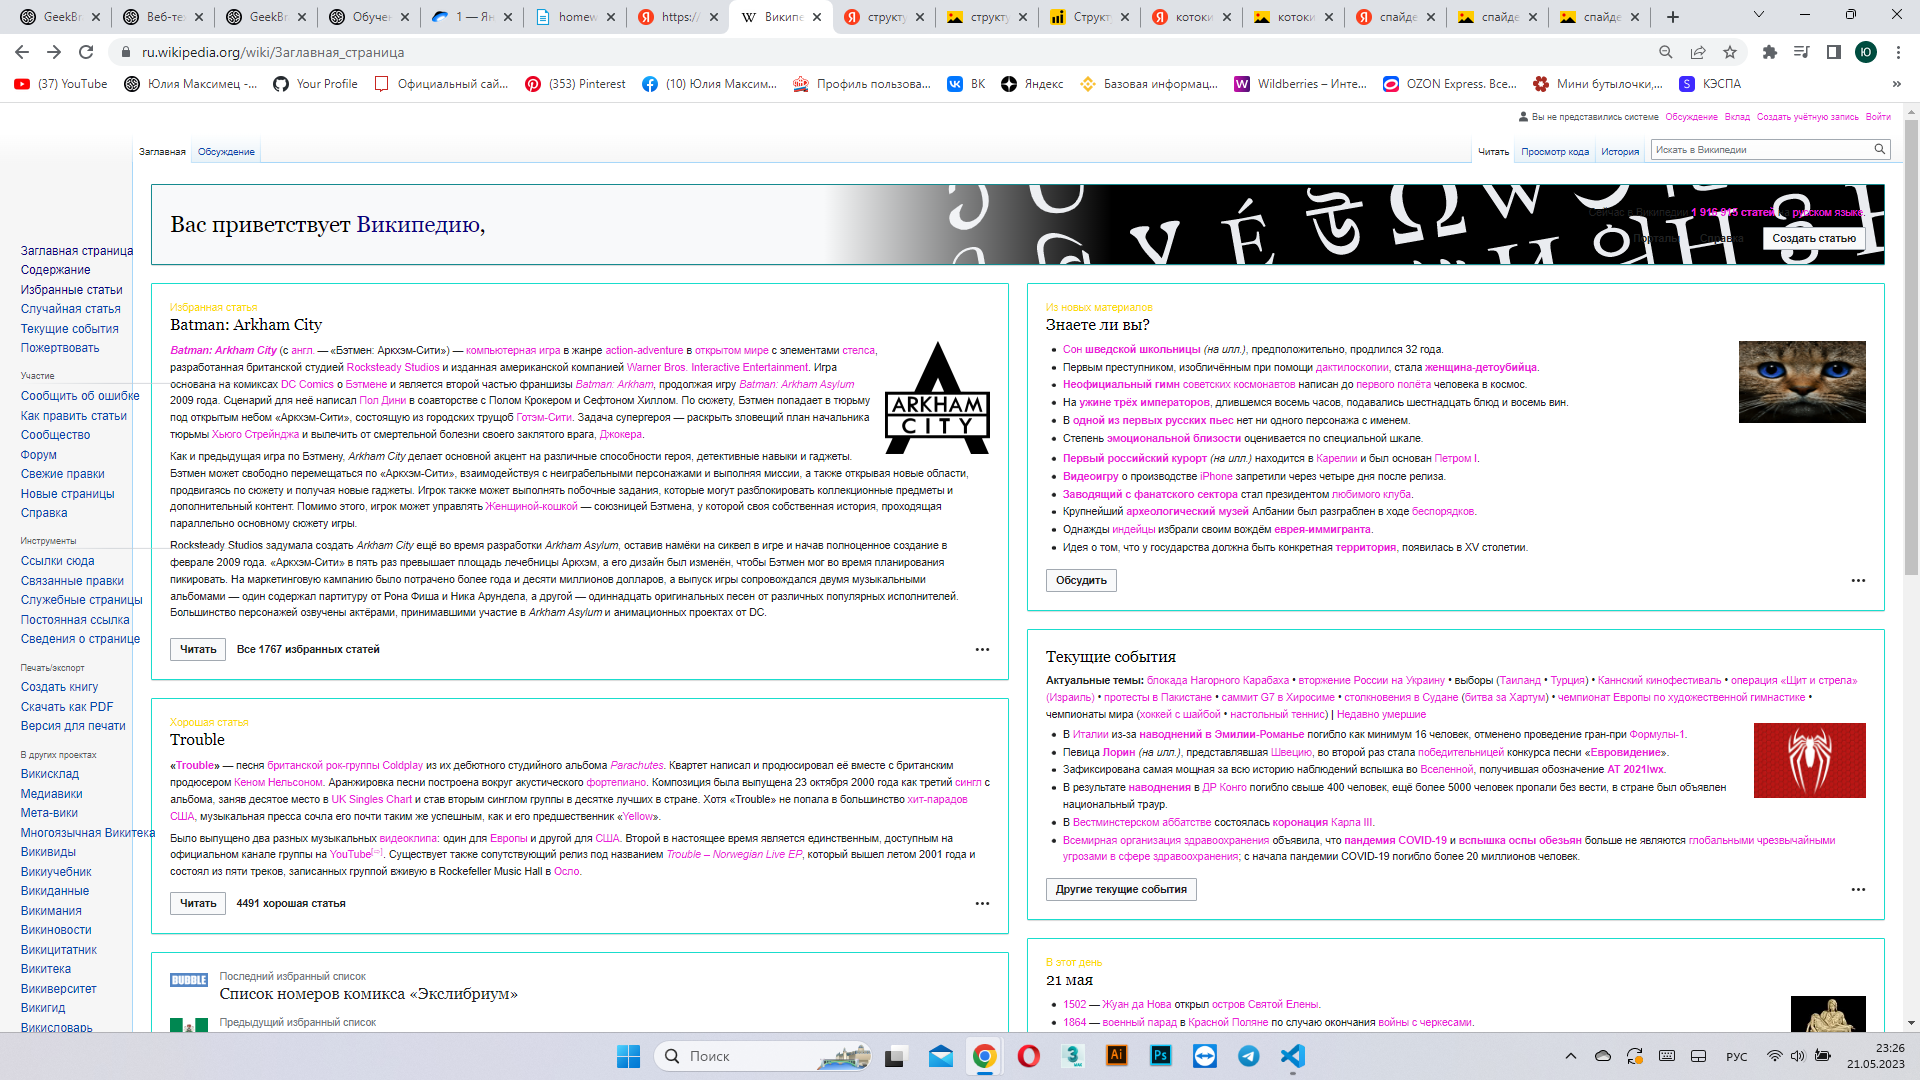 GeekBr
Веб-те
GeekBr
Обучен
1 — Ян
homew
https:/
Википе
структу
структу
Структ
котоки
котоки
спайде
спайде
спайде
ru.wikipedia.org/wiki/Заглавная_страница
Ю
(37) YouTube
Юлия Максимец -...
Your Profile
Официальный сай...
(353) Pinterest
(10) Юлия Максим...
Профиль пользова...
ВК
Яндекс
Базовая информац...
Wildberries – Инте...
OZON Express. Все...
Мини бутылочки,...
КЭСПА
»
Вы не представились системе Обсуждение Вклад Создать учётную запись Войти
Заглавная Обсуждение
Читать Просмотр кода История Искать в Википедии
Вас приветствует Википедию,
Сейчас в Википедии 1 916 915 статей на русском языке.
Порталы Справка Создать статью
Заглавная страница
Содержание
Избранные статьи
Случайная статья
Текущие события
Пожертвовать
Участие
Сообщить об ошибке
Как править статьи
Сообщество
Форум
Свежие правки
Новые страницы
Справка
Инструменты
Ссылки сюда
Связанные правки
Служебные страницы
Постоянная ссылка
Сведения о странице
Печать/экспорт
Создать книгу
Скачать как PDF
Версия для печати
В других проектах
Викисклад
Медиавики
Мета-вики
Многоязычная Викитека
Викивиды
Викиучебник
Викиданные
Викимания
Викиновости
Викицитатник
Викитека
Викиверситет
Викигид
Викисловарь
Избранная статья
Batman: Arkham City
Batman: Arkham City (с англ. — «Бэтмен: Аркхэм-Сити») — компьютерная игра в жанре action-adventure в открытом мире с элементами стелса,
разработанная британской студией Rocksteady Studios и изданная американской компанией Warner Bros. Interactive Entertainment. Игра
основана на комиксах DC Comics о Бэтмене и является второй частью франшизы Batman: Arkham, продолжая игру Batman: Arkham Asylum
2009 года. Сценарий для неё написал Пол Дини в соавторстве с Полом Крокером и Сефтоном Хиллом. По сюжету, Бэтмен попадает в тюрьму
под открытым небом «Аркхэм-Сити», состоящую из городских трущоб Готэм-Сити. Задача супергероя — раскрыть зловещий план начальника
тюрьмы Хьюго Стрейнджа и вылечить от смертельной болезни своего заклятого врага, Джокера.
ARKHAM
CITY
Как и предыдущая игра по Бэтмену, Arkham City делает основной акцент на различные способности героя, детективные навыки и гаджеты.
Бэтмен может свободно перемещаться по «Аркхэм-Сити», взаимодействуя с неиграбельными персонажами и выполняя миссии, а также открывая новые области,
продвигаясь по сюжету и получая новые гаджеты. Игрок также может выполнять побочные задания, которые могут разблокировать коллекционные предметы и
дополнительный контент. Помимо этого, игрок может управлять Женщиной-кошкой — союзницей Бэтмена, у которой своя собственная история, проходящая
параллельно основному сюжету игры.
Rocksteady Studios задумала создать Arkham City ещё во время разработки Arkham Asylum, оставив намёки на сиквел в игре и начав полноценное создание в
феврале 2009 года. «Аркхэм-Сити» в пять раз превышает площадь лечебницы Аркхэм, а его дизайн был изменён, чтобы Бэтмен мог во время планирования
пикировать. На маркетинговую кампанию было потрачено более года и десяти миллионов долларов, а выпуск игры сопровождался двумя музыкальными
альбомами — один содержал партитуру от Рона Фиша и Ника Арундела, а другой — одиннадцать оригинальных песен от различных популярных исполнителей.
Большинство персонажей озвучены актёрами, принимавшими участие в Arkham Asylum и анимационных проектах от DC.
Читать Все 1767 избранных статей
Хорошая статья
Trouble
«Trouble» — песня британской рок-группы Coldplay из их дебютного студийного альбома Parachutes. Квартет написал и продюсировал её вместе с британским
продюсером Кеном Нельсоном. Аранжировка песни построена вокруг акустического фортепиано. Композиция была выпущена 23 октября 2000 года как третий сингл с
альбома, заняв десятое место в UK Singles Chart и став вторым синглом группы в десятке лучших в стране. Хотя «Trouble» не попала в большинство хит-парадов
США, музыкальная пресса сочла его почти таким же успешным, как и его предшественник «Yellow».
Было выпущено два разных музыкальных видеоклипа: один для Европы и другой для США. Второй в настоящее время является единственным, доступным на
официальном канале группы на YouTube. Существует также сопутствующий релиз под названием Trouble – Norwegian Live EP, который вышел летом 2001 года и
состоял из пяти треков, записанных группой вживую в Rockefeller Music Hall в Осло.
Читать 4491 хорошая статья
BUBBLE
Последний избранный список
Список номеров комикса «Экслибриум»
Предыдущий избранный список
Из новых материалов
Знаете ли вы?
Сон шведской школьницы (на илл.), предположительно, продлился 32 года.
Первым преступником, изобличённым при помощи дактилоскопии, стала женщина-детоубийца.
Неофициальный гимн советских космонавтов написан до первого полёта человека в космос.
На ужине трёх императоров, длившемся восемь часов, подавались шестнадцать блюд и восемь вин.
В одной из первых русских пьес нет ни одного персонажа с именем.
Степень эмоциональной близости оценивается по специальной шкале.
Первый российский курорт (на илл.) находится в Карелии и был основан Петром I.
Видеоигру о производстве iPhone запретили через четыре дня после релиза.
Заводящий с фанатского сектора стал президентом любимого клуба.
Крупнейший археологический музей Албании был разграблен в ходе беспорядков.
Однажды индейцы избрали своим вождём еврея-иммигранта.
Идея о том, что у государства должна быть конкретная территория, появилась в XV столетии.
Обсудить
Текущие события
Актуальные темы: блокада Нагорного Карабаха • вторжение России на Украину • выборы (Таиланд • Турция) • Каннский кинофестиваль • операция «Щит и стрела»
(Израиль) • протесты в Пакистане • саммит G7 в Хиросиме • столкновения в Судане (битва за Хартум) • чемпионат Европы по художественной гимнастике •
чемпионаты мира (хоккей с шайбой • настольный теннис) | Недавно умершие
В Италии из-за наводнений в Эмилии-Романье погибло как минимум 16 человек, отменено проведение гран-при Формулы-1.
Певица Лорин (на илл.), представлявшая Швецию, во второй раз стала победительницей конкурса песни «Евровидение».
Зафиксирована самая мощная за всю историю наблюдений вспышка во Вселенной, получившая обозначение AT 2021lwx.
В результате наводнения в ДР Конго погибло свыше 400 человек, ещё более 5000 человек пропали без вести, в стране был объявлен
национальный траур.
В Вестминстерском аббатстве состоялась коронация Карла III.
Всемирная организация здравоохранения объявила, что пандемия COVID-19 и вспышка оспы обезьян больше не являются глобальными чрезвычайными
угрозами в сфере здравоохранения; с начала пандемии COVID-19 погибло более 20 миллионов человек.
Другие текущие события
В этот день
21 мая
1502 — Жуан да Нова открыл остров Святой Елены.
1864 — военный парад в Красной Поляне по случаю окончания войны с черкесами.
Поиск
РУС
23:26
21.05.2023